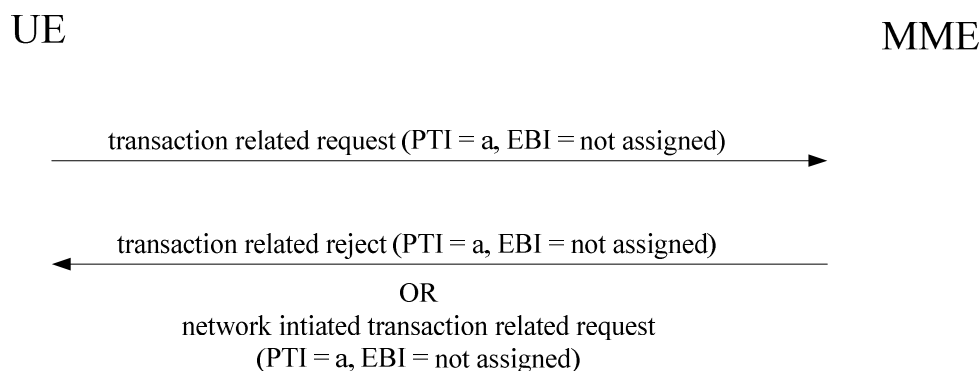 UE
MME
transaction related request (PTI = a, EBI = not assigned)
transaction related reject (PTI = a, EBI = not assigned)
OR
network intiated transaction related request
(PTI = a, EBI = not assigned)